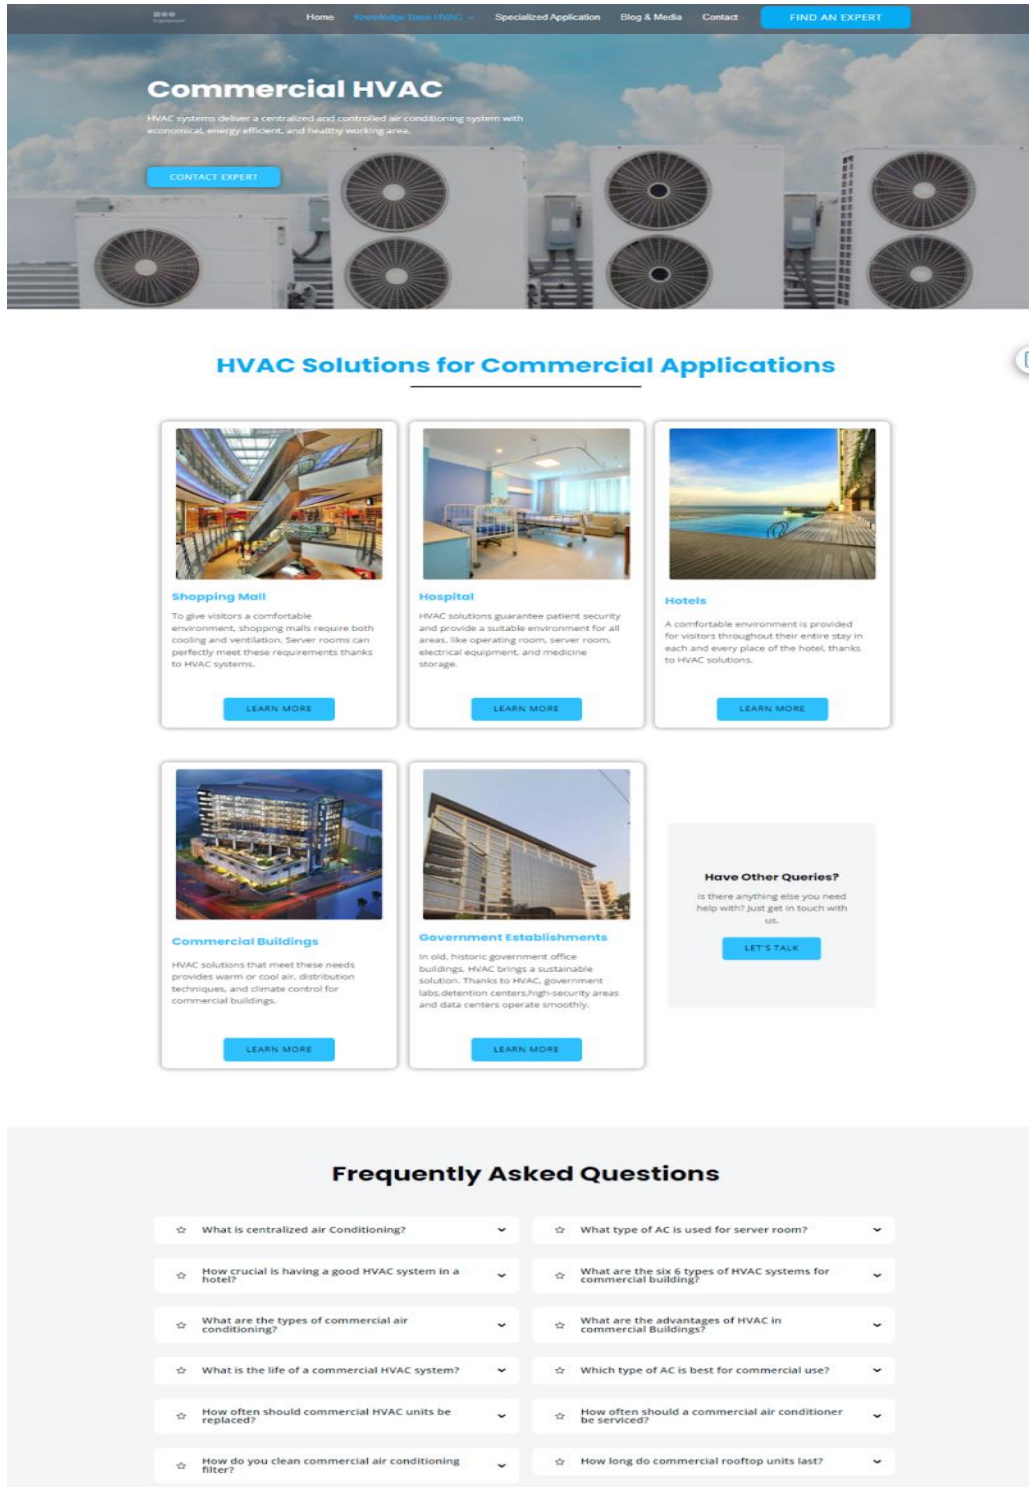 Home Knowledge Base HVAC Specialized Application Blog & Media Contact FIND AN EXPERT
Commercial HVAC
HVAC systems deliver a centralized and controlled air conditioning system with
economical, energy efficient, and healthy working area.
CONTACT EXPERT
HVAC Solutions for Commercial Applications
Shopping Mall
To give visitors a comfortable
environment, shopping malls require both
cooling and ventilation. Server rooms can
perfectly meet these requirements thanks
to HVAC systems.
LEARN MORE
Hospital
HVAC solutions guarantee patient security
and provide a suitable environment for all
areas, like operating room, server room,
electrical equipment, and medicine
storage.
LEARN MORE
Hotels
A comfortable environment is provided
for visitors throughout their entire stay in
each and every place of the hotel, thanks
to HVAC solutions.
LEARN MORE
Commercial Buildings
HVAC solutions that meet these needs
provides warm or cool air, distribution
techniques, and climate control for
commercial buildings.
LEARN MORE
Government Establishments
In old, historic government office
buildings, HVAC brings a sustainable
solution. Thanks to HVAC, government
labs,detention centers,high-security areas
and data centers operate smoothly.
LEARN MORE
Have Other Queries?
Is there anything else you need
help with? Just get in touch with
us.
LET'S TALK
Frequently Asked Questions
What is centralized air Conditioning?
What type of AC is used for server room?
How crucial is having a good HVAC system in a
hotel?
What are the six 6 types of HVAC systems for
commercial building?
What are the types of commercial air
conditioning?
What are the advantages of HVAC in
commercial Buildings?
What is the life of a commercial HVAC system?
Which type of AC is best for commercial use?
How often should commercial HVAC units be
replaced?
How often should a commercial air conditioner
be serviced?
How do you clean commercial air conditioning
filter?
How long do commercial rooftop units last?